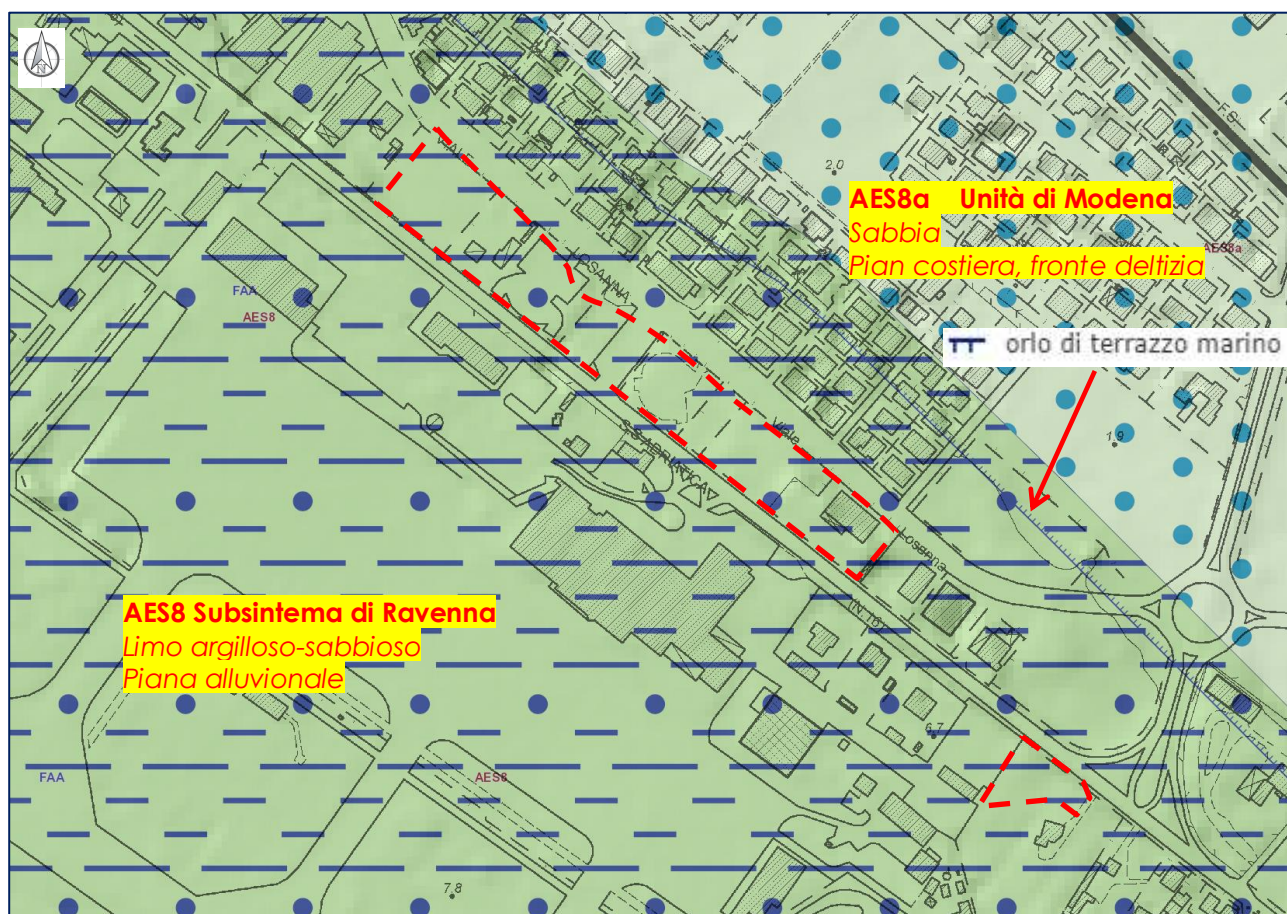 N
VIALE
LOSANNA
2.0
AES8a Unità di Modena
Sabbia
AES8a
Pian costiera, fronte deltizia
FAA
AES8
orlo di terrazzo marino
1.9
Viale
S.S.ADRIATICA
Losanna
(N.16)
AES8 Subsintema di Ravenna
Limo argilloso-sabbioso
Piana alluvionale
6.7
FAA
AES8
7.8